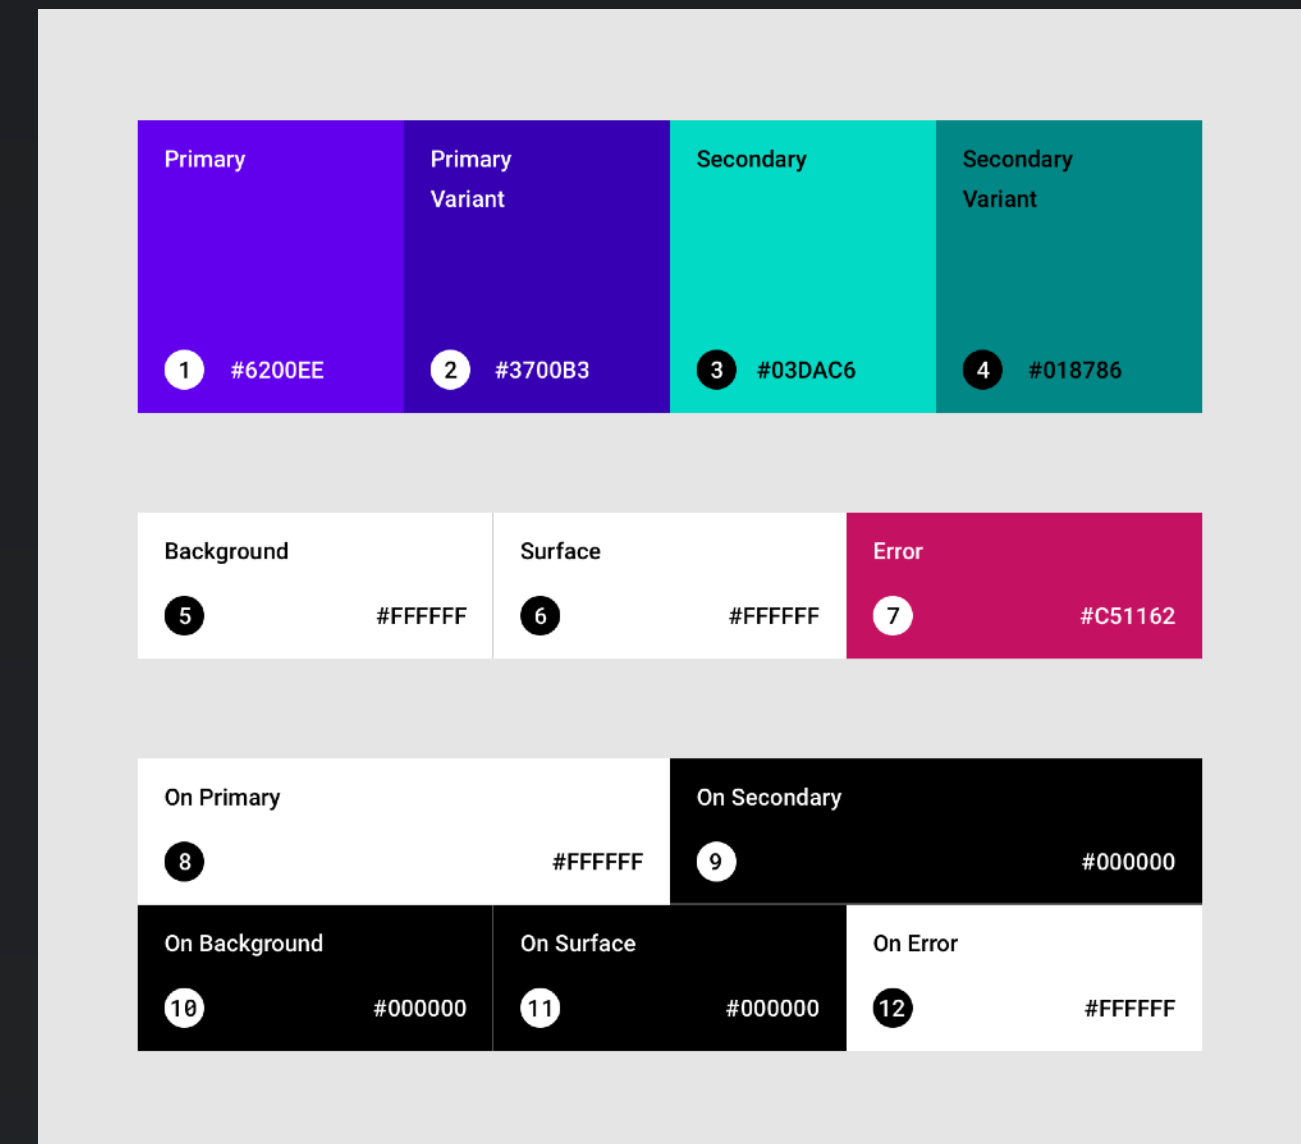 Primary
1 #6200EE
Primary
Variant
2 #3700B3
Secondary
3 #03DAC6
Secondary
Variant
4 #018786
Background
5 #FFFFFF
Surface
6 #FFFFFF
Error
7 #C51162
On Primary
8 #FFFFFF
On Secondary
9 #000000
On Background
10 #000000
On Surface
11 #000000
On Error
12 #FFFFFF